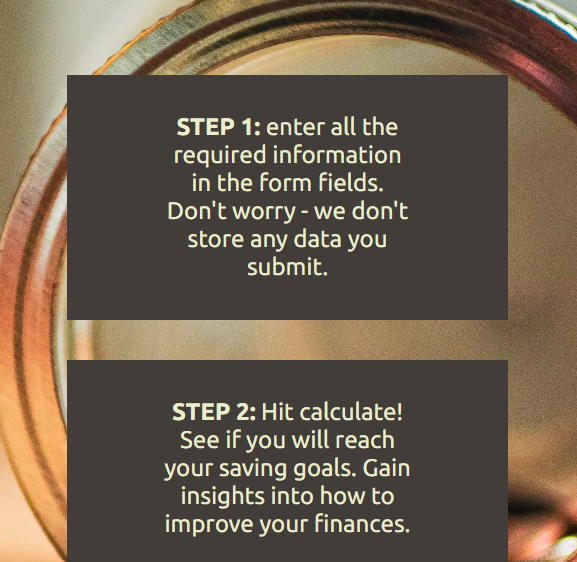 STEP 1: enter all the
required information
in the form fields.
Don't worry - we don't
store any data you
submit.
STEP 2: Hit calculate!
See if you will reach
your saving goals. Gain
insights into how to
improve your finances.